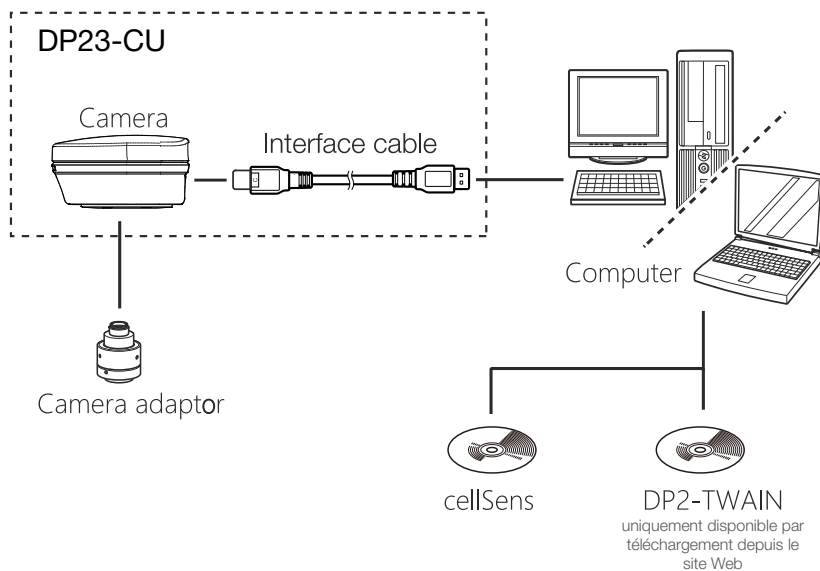 DP23-CU
Camera
Interface cable
Computer
Camera adaptor
cellSens
DP2-TWAIN
uniquement disponible par
téléchargement depuis le
site Web